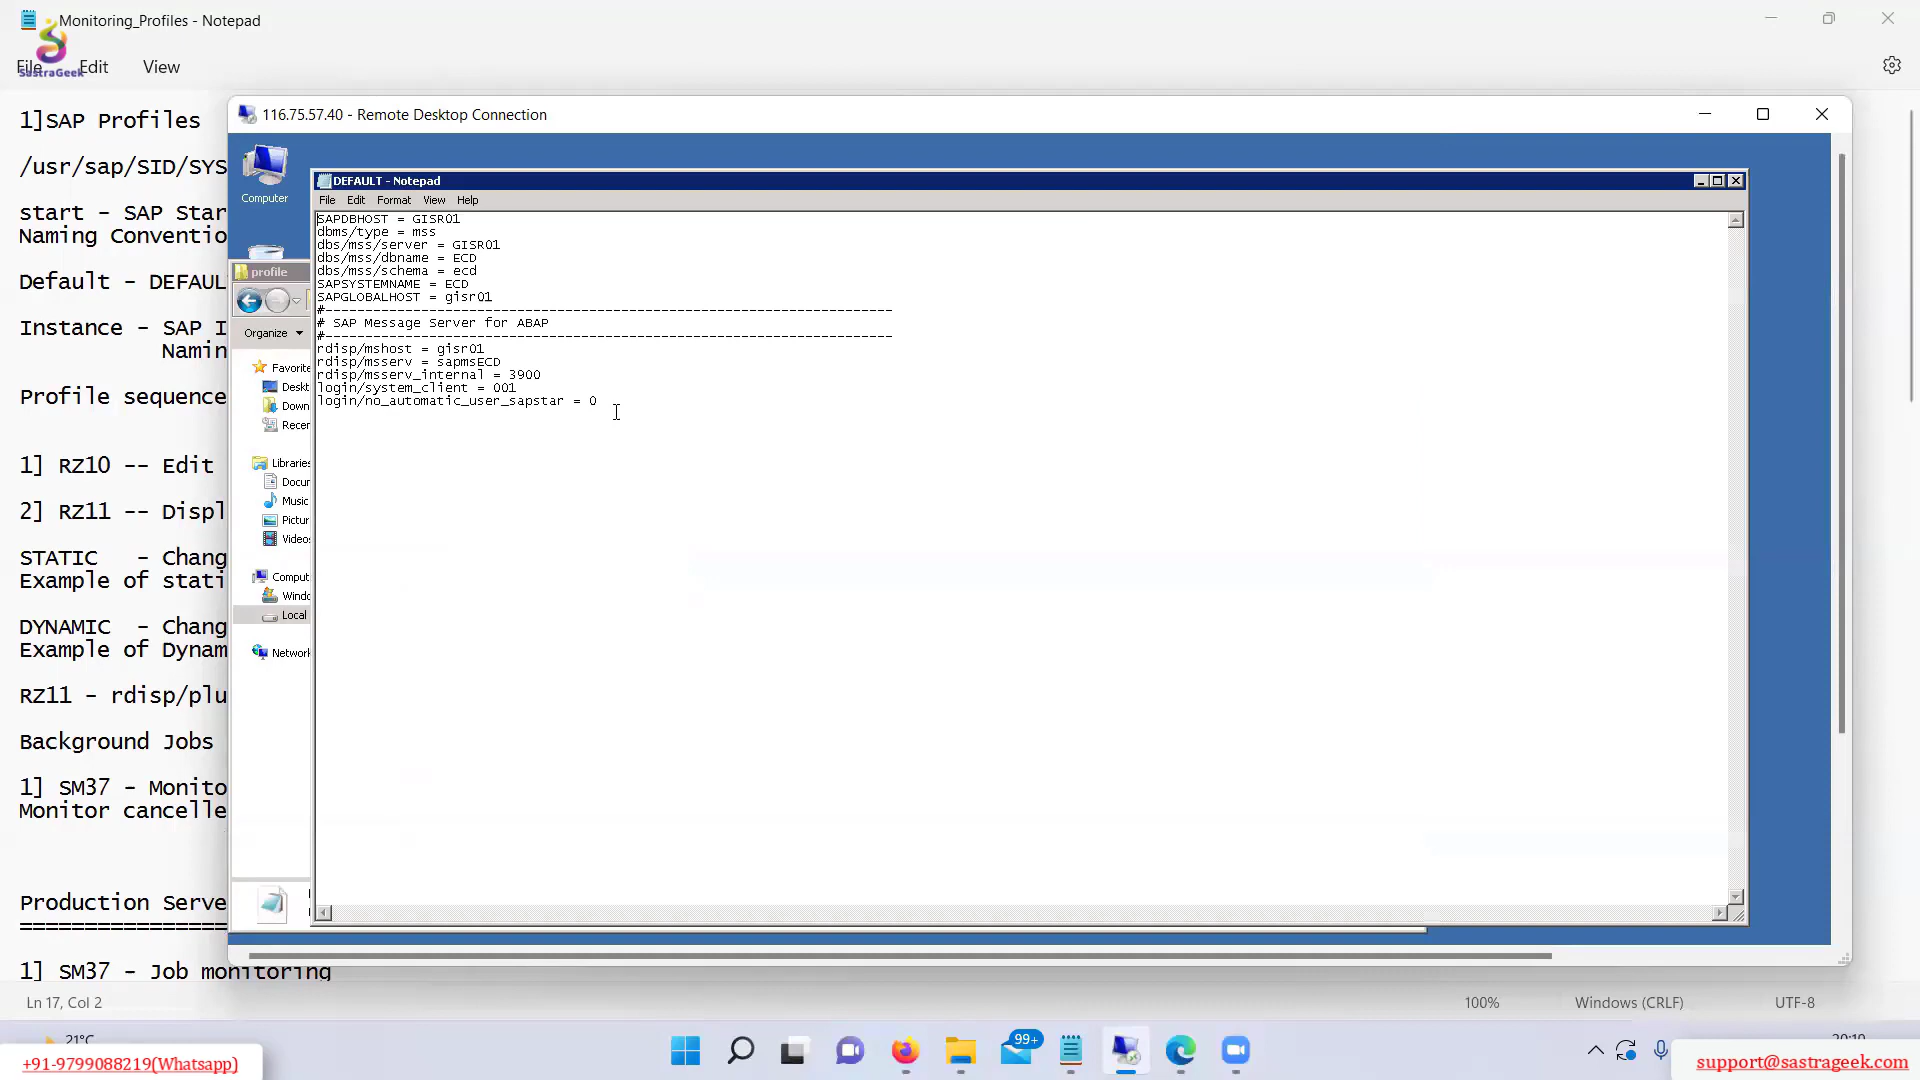 Monitoring_Profiles - Notepad
File Edit View
SastraGeek
1]SAP Profiles
/usr/sap/SID/SYS
start - SAP Star
Naming Conventio
Default - DEFAUL
Instance - SAP I
Namin
Profile sequence
1] RZ10 -- Edit
2] RZ11 -- Displ
STATIC - Chang
Example of stati
DYNAMIC - Chang
Example of Dynam
RZ11 - rdisp/plu
Background Jobs
1] SM37 - Monito
Monitor cancelle
Production Serve
================
1] SM37 - Job monitoring
116.75.57.40 - Remote Desktop Connection
Computer
profile
Organize
Favorite
Deskt
Down
Recer
Libraries
Docur
Music
Pictur
Videos
Comput
Windo
Local
Network
DEFAULT - Notepad
File Edit Format View Help
SAPDBHOST = GISR01
dbms/type = mss
dbs/mss/server = GISR01
dbs/mss/dbname = ECD
dbs/mss/schema = ecd
SAPSYSTEMNAME = ECD
SAPGLOBALHOST = gisr01
#-----------------------------------------------------------------------
# SAP Message Server for ABAP
#-----------------------------------------------------------------------
rdisp/mshost = gisr01
rdisp/msserv = sapmsECD
rdisp/msserv_internal = 3900
login/system_client = 001
login/no_automatic_user_sapstar = 0
Ln 17, Col 2
100%
Windows (CRLF)
UTF-8
21°C
99+
+91-9799088219(Whatsapp)
support@sastrageek.com